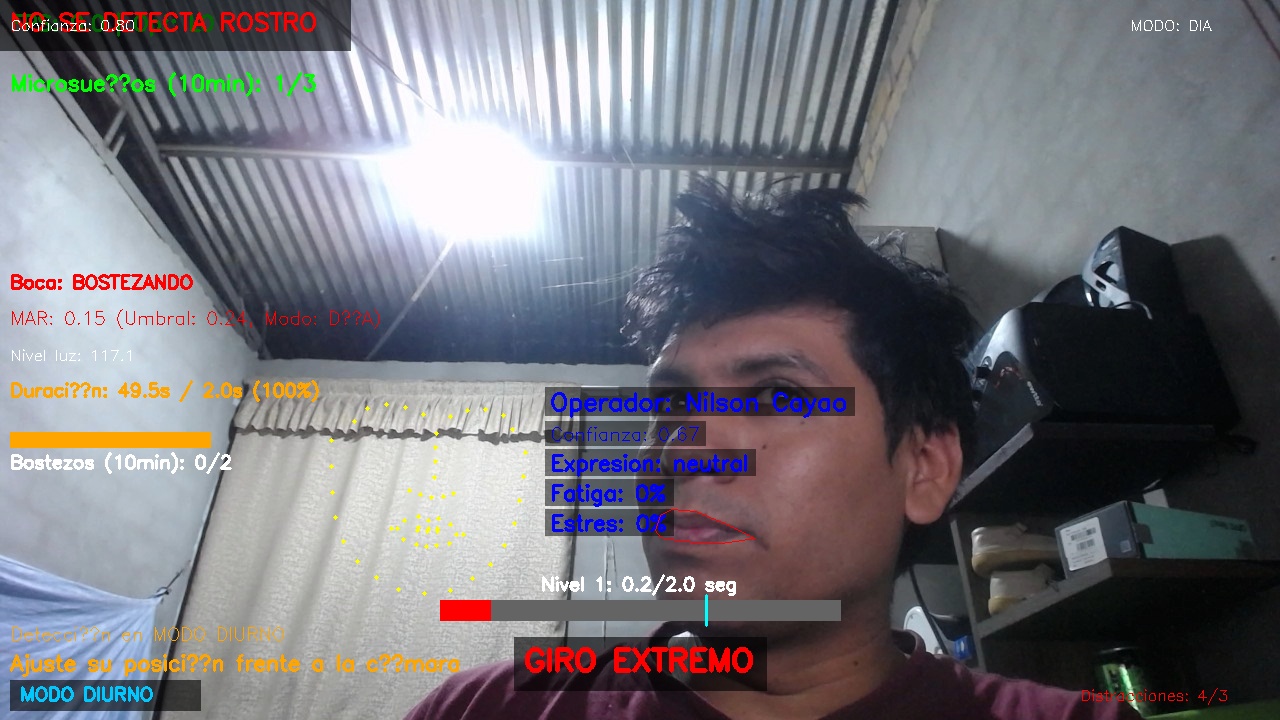 NO SE DETECTA ROSTRO
Confianza: 0.80
MODO: DIA
Microsue??os (10min): 1/3
Boca: BOSTEZANDO
MAR: 0.15 (Umbral: 0.24, Modo: D??A)
Nivel luz: 117.1
Duraci??n: 49.5s / 2.0s (100%)
Bostezos (10min): 0/2
Operador: Nilson Cayao
Confianza: 0.67
Expresion: neutral
Fatiga: 0%
Estres: 0%
Nivel 1: 0.2/2.0 seg
Detecci??n en MODO DIURNO
Ajuste su posici??n frente a la c??mara
GIRO EXTREMO
MODO DIURNO
Distracciones: 4/3